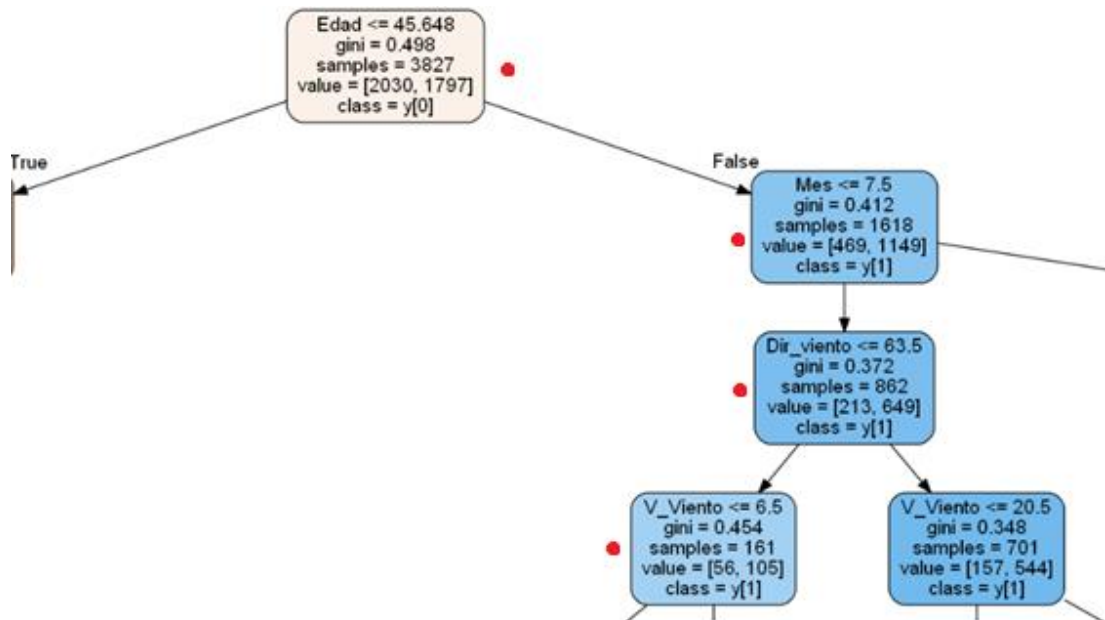 Edad <= 45.648
gini = 0.498
samples = 3827
value = [2030, 1797]
class = y[0]
True
False
Mes <= 7.5
gini = 0.412
samples = 1618
value = [469, 1149]
class = y[1]
Dir_viento <= 63.5
gini = 0.372
samples = 862
value = [213, 649]
class = y[1]
V_Viento <= 6.5
gini = 0.454
samples = 161
value = [56, 105]
class = y[1]
V_Viento <= 20.5
gini = 0.348
samples = 701
value = [157, 544]
class = y[1]